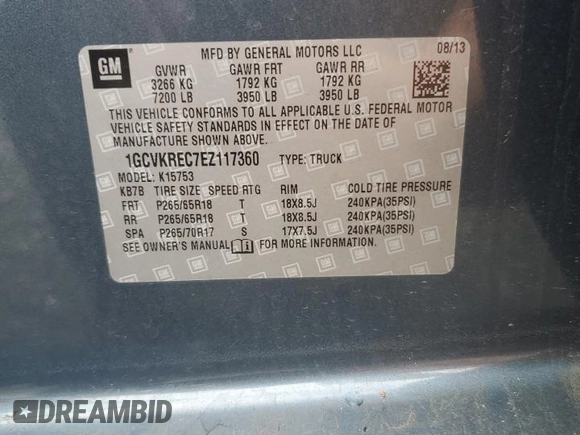 GM
MFD BY GENERAL MOTORS LLC 08/13
GVWR GAWR FRT GAWR RR
3266 KG 1792 KG 1792 KG
7200 LB 3950 LB 3950 LB
THIS VEHICLE CONFORMS TO ALL APPLICABLE U.S. FEDERAL MOTOR
VEHICLE SAFETY STANDARDS IN EFFECT ON THE DATE OF
MANUFACTURE SHOWN ABOVE.
1GCVKREC7EZ117360 TYPE: TRUCK
MODEL: K15753
KB7B TIRE SIZE SPEED RTG RIM COLD TIRE PRESSURE
FRT P265/65R18 T 18X8.5J 240KPA(35PSI)
RR P265/65R18 T 18X8.5J 240KPA(35PSI)
SPA P265/70R17 S 17X7.5J 240KPA(35PSI)
SEE OWNER'S MANUAL FOR MORE INFORMATION
DREAMBID